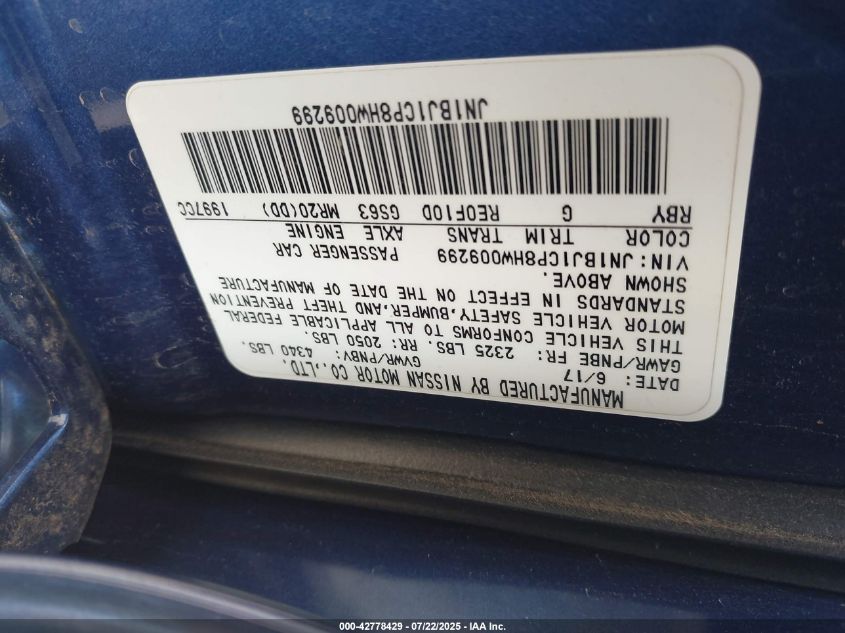 MANUFACTURED BY NISSAN MOTOR CO.,LTD.
DATE: 6/17 GVWR/PNBV: 4340 LBS.
GAWR/PNBE FR: 2325 LBS. RR: 2050 LBS.
THIS VEHICLE CONFORMS TO ALL APPLICABLE FEDERAL
MOTOR VEHICLE SAFETY,BUMPER,AND THEFT PREVENTION
STANDARDS IN EFFECT ON THE DATE OF MANUFACTURE
SHOWN ABOVE.
VIN:JN1BJ1CP8HW009299 PASSENGER CAR
COLOR TRIM TRANS AXLE ENGINE
RBY G RE0F10D GS63 MR20(DD) 1997CC
JN1BJ1CP8HW009299
000-42778429 - 07/22/2025 - IAA Inc.